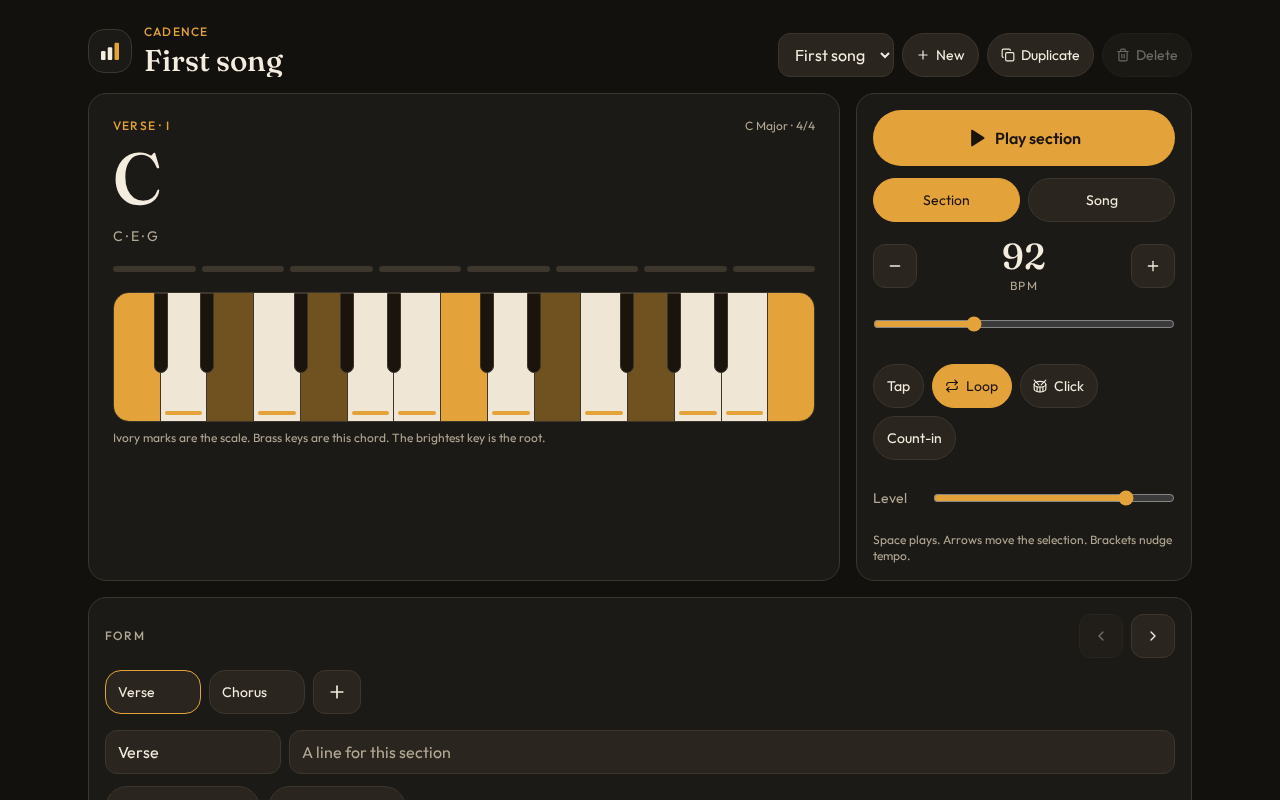 CADENCE
First song
First song
New
Duplicate
Delete
VERSE · I
C Major · 4/4
C
C · E · G
Ivory marks are the scale. Brass keys are this chord. The brightest key is the root.
Play section
Section
Song
92
BPM
Tap
Loop
Click
Count-in
Level
Space plays. Arrows move the selection. Brackets nudge
tempo.
FORM
Verse
Chorus
Verse
A line for this section